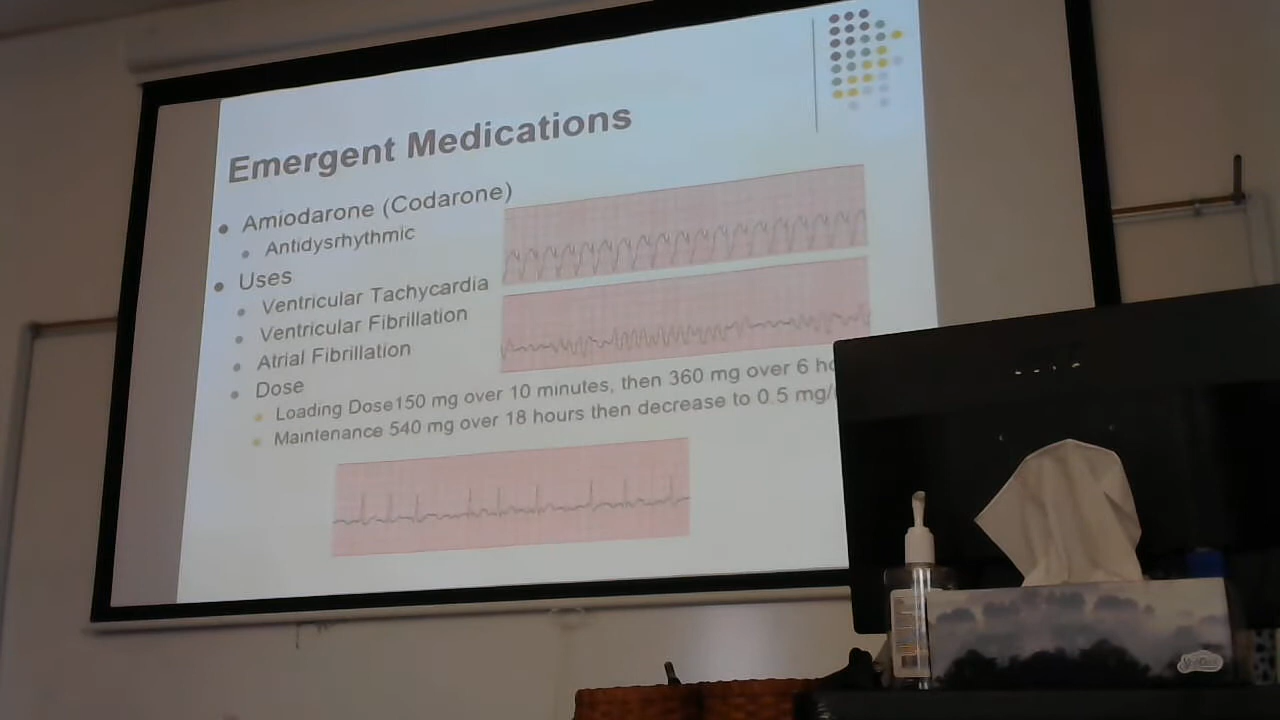 Emergent Medications
Amiodarone (Codarone)
Antidysrhythmic
Uses
Ventricular Tachycardia
Ventricular Fibrillation
Atrial Fibrillation
Dose
Loading Dose150 mg over 10 minutes, then 360 mg over 6
Maintenance 540 mg over 18 hours then decrease to 0.5